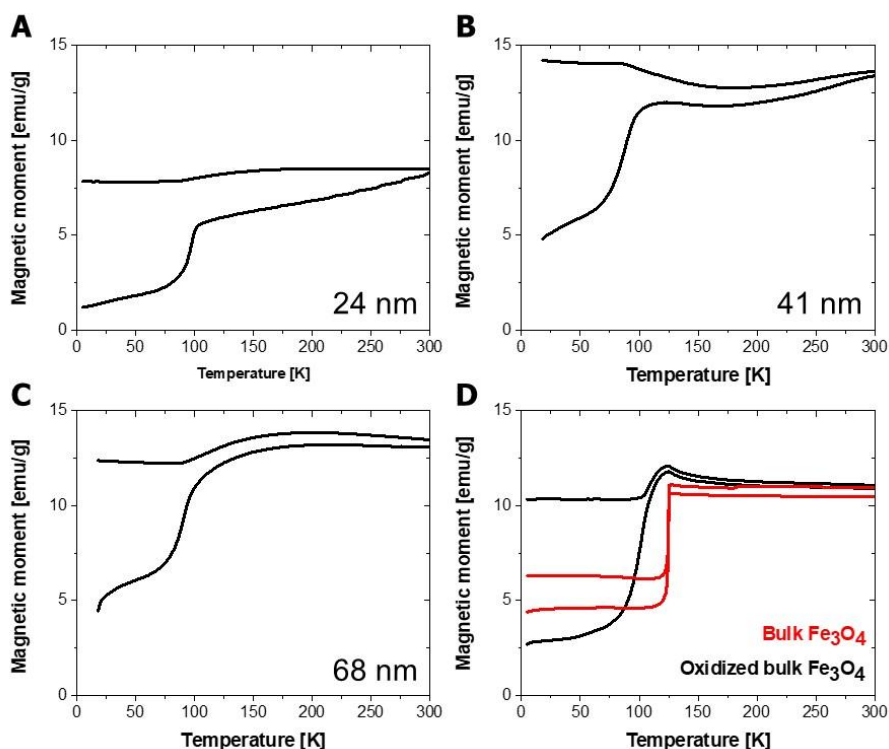 A
15
10
5
0
0 50 100 150 200 250 300
Magnetic moment [emu/g]
Temperature [K]
24 nm
B
15
10
5
0
0 50 100 150 200 250 300
Magnetic moment [emu/g]
Temperature [K]
41 nm
C
15
10
5
0
0 50 100 150 200 250 300
Magnetic moment [emu/g]
Temperature [K]
68 nm
D
15
10
5
0
0 50 100 150 200 250 300
Magnetic moment [emu/g]
Temperature [K]
Bulk Fe₃O₄
Oxidized bulk Fe₃O₄